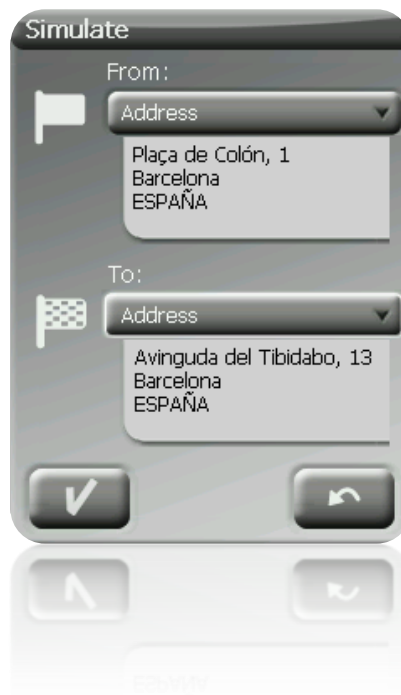 Simulate
From:
Address
Plaça de Colón, 1
Barcelona
ESPAÑA
To:
Address
Avinguda del Tibidabo, 13
Barcelona
ESPAÑA